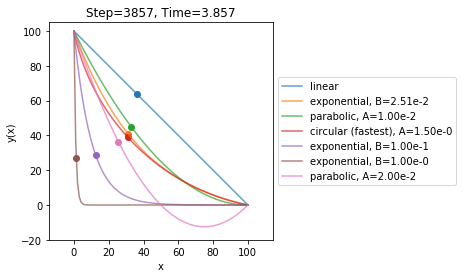 Step=3857, Time=3.857
100
80
60
40
20
0
−20
y(x)
0 20 40 60 80 100
x
linear
exponential, B=2.51e-2
parabolic, A=1.00e-2
circular (fastest), A=1.50e-0
exponential, B=1.00e-1
exponential, B=1.00e-0
parabolic, A=2.00e-2